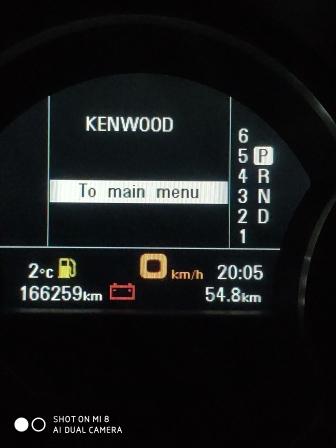 KENWOOD
To main menu
6
5 P
4 R
3 N
2 D
1
2°C km/h 20:05
166259km 54.8km
SHOT ON MI 8
AI DUAL CAMERA